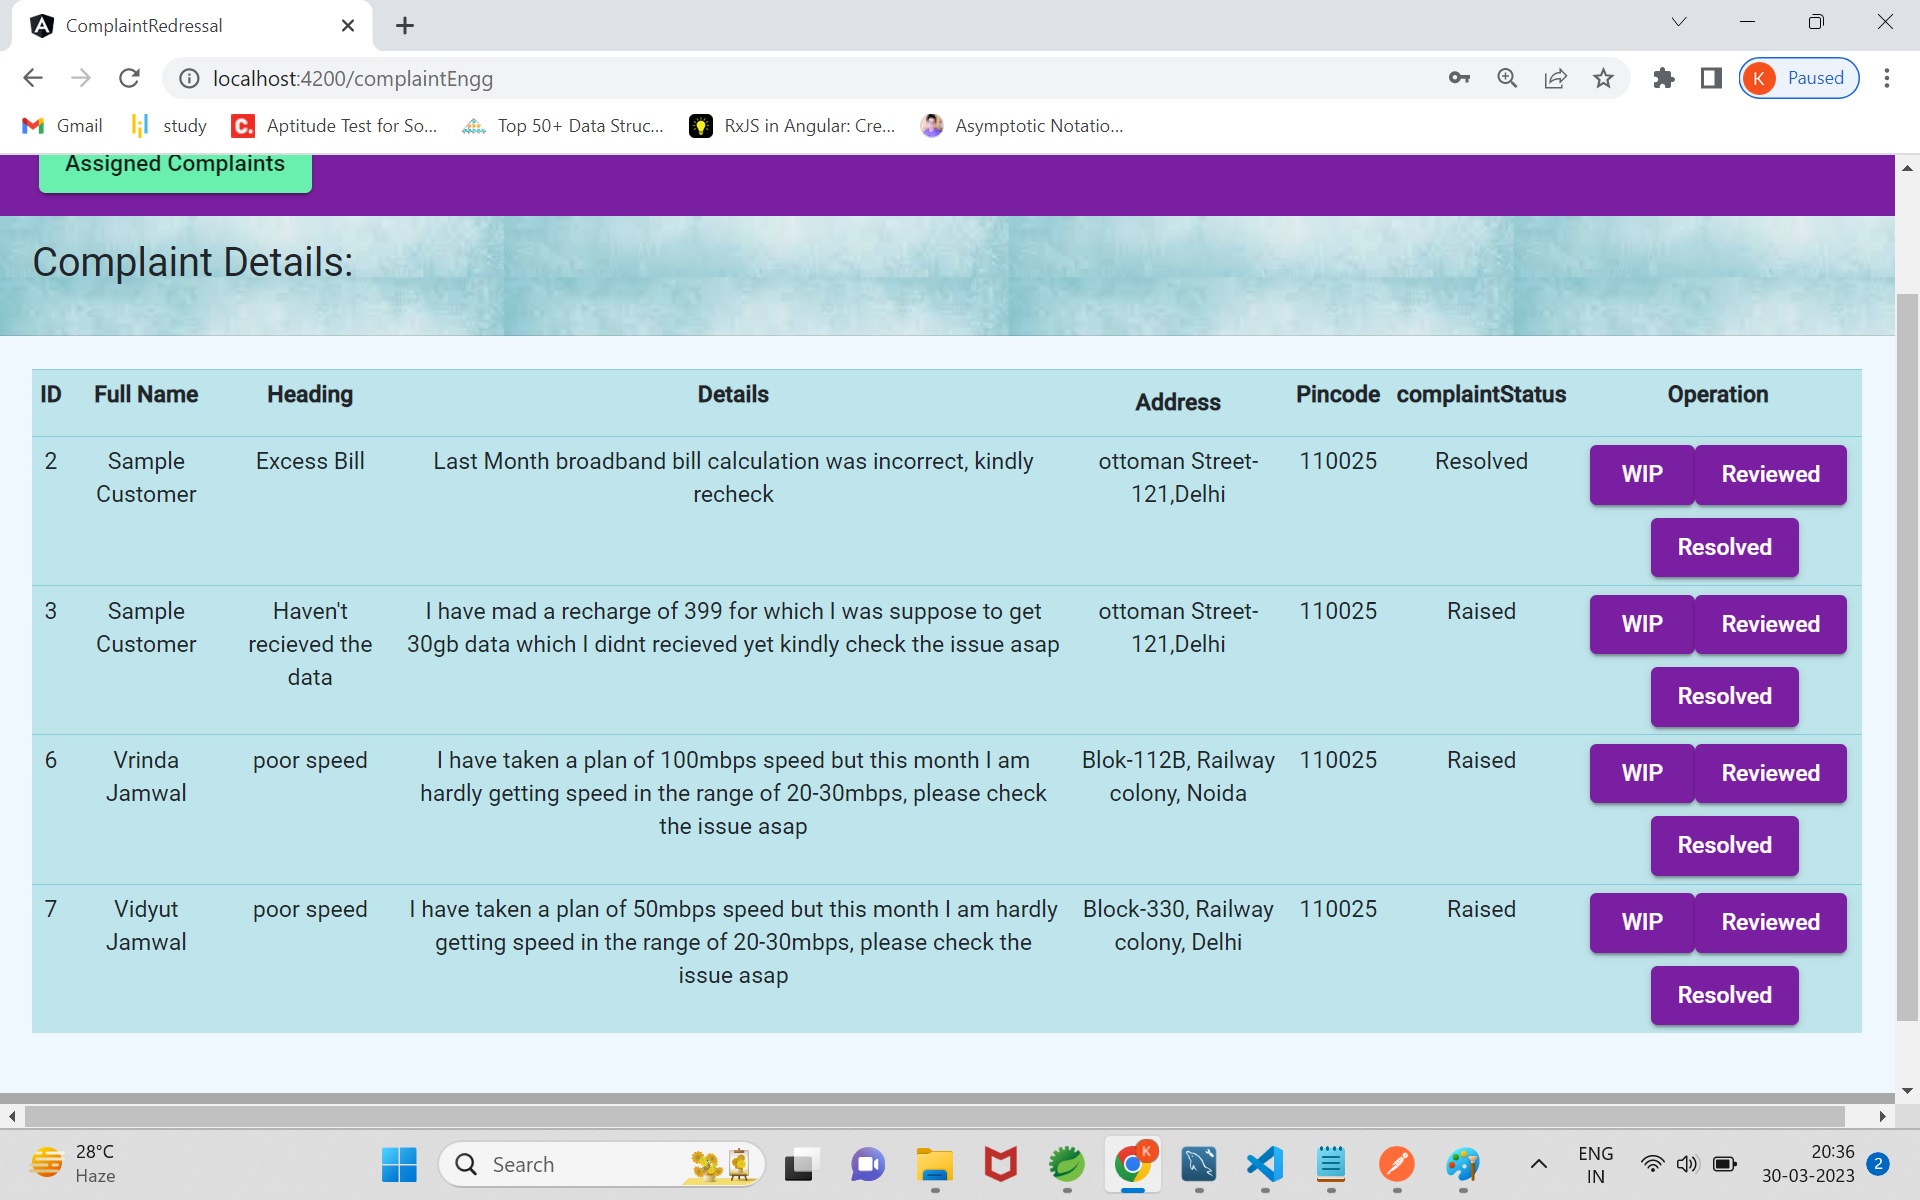 ComplaintRedressal
localhost:4200/complaintEngg
K Paused
Gmail study C. Aptitude Test for So... Top 50+ Data Struc... RxJS in Angular: Cre... Asymptotic Notatio...
Assigned Complaints
Complaint Details:
ID Full Name Heading Details Address Pincode complaintStatus Operation
2 Sample Excess Bill Last Month broadband bill calculation was incorrect, kindly ottoman Street- 110025 Resolved WIP Reviewed
Customer recheck 121,Delhi
Resolved
3 Sample Haven't I have mad a recharge of 399 for which I was suppose to get ottoman Street- 110025 Raised WIP Reviewed
Customer recieved the 30gb data which I didnt recieved yet kindly check the issue asap 121,Delhi
data
Resolved
6 Vrinda poor speed I have taken a plan of 100mbps speed but this month I am Blok-112B, Railway 110025 Raised WIP Reviewed
Jamwal hardly getting speed in the range of 20-30mbps, please check colony, Noida
the issue asap
Resolved
7 Vidyut poor speed I have taken a plan of 50mbps speed but this month I am hardly Block-330, Railway 110025 Raised WIP Reviewed
Jamwal getting speed in the range of 20-30mbps, please check the colony, Delhi
issue asap
Resolved
28°C
Haze
Search
K
ENG
IN
20:36
30-03-2023
2